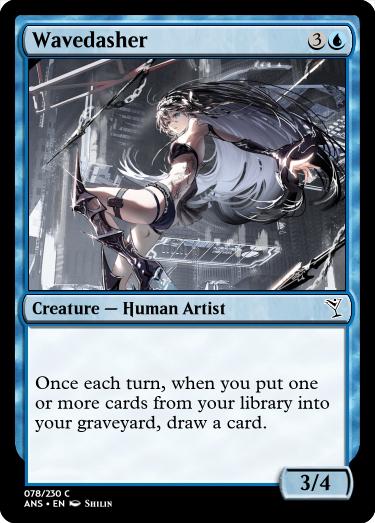 Wavedasher 3
Creature — Human Artist
Once each turn, when you put one
or more cards from your library into
your graveyard, draw a card.
078/230 C
ANS • EN Shilin
3/4